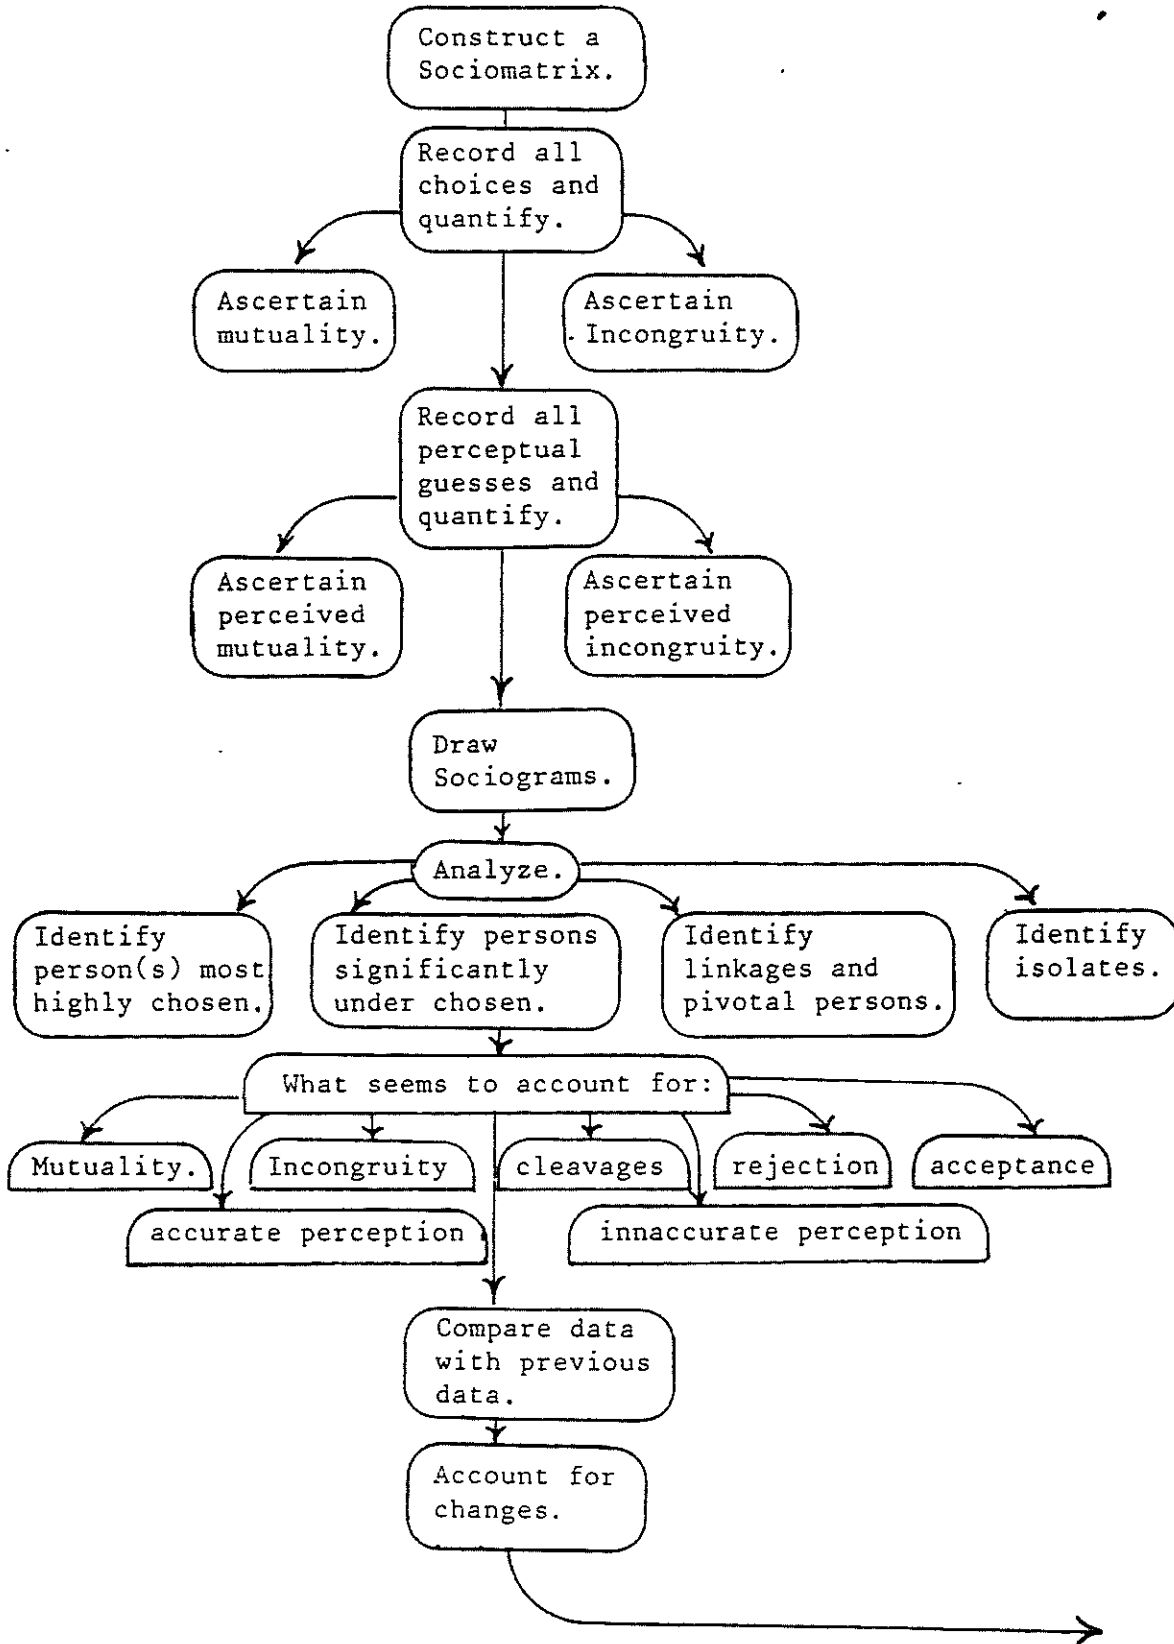 Construct a
Sociomatrix.
Record all
choices and
quantify.
Ascertain
mutuality.
Ascertain
Incongruity.
Record all
perceptual
guesses and
quantify.
Ascertain
perceived
mutuality.
Ascertain
perceived
incongruity.
Draw
Sociograms.
Analyze.
Identify
person(s) most
highly chosen.
Identify persons
significantly
under chosen.
Identify
linkages and
pivotal persons.
Identify
isolates.
What seems to account for:
Mutuality.
Incongruity
cleavages
rejection
acceptance
accurate perception
innaccurate perception
Compare data
with previous
data.
Account for
changes.